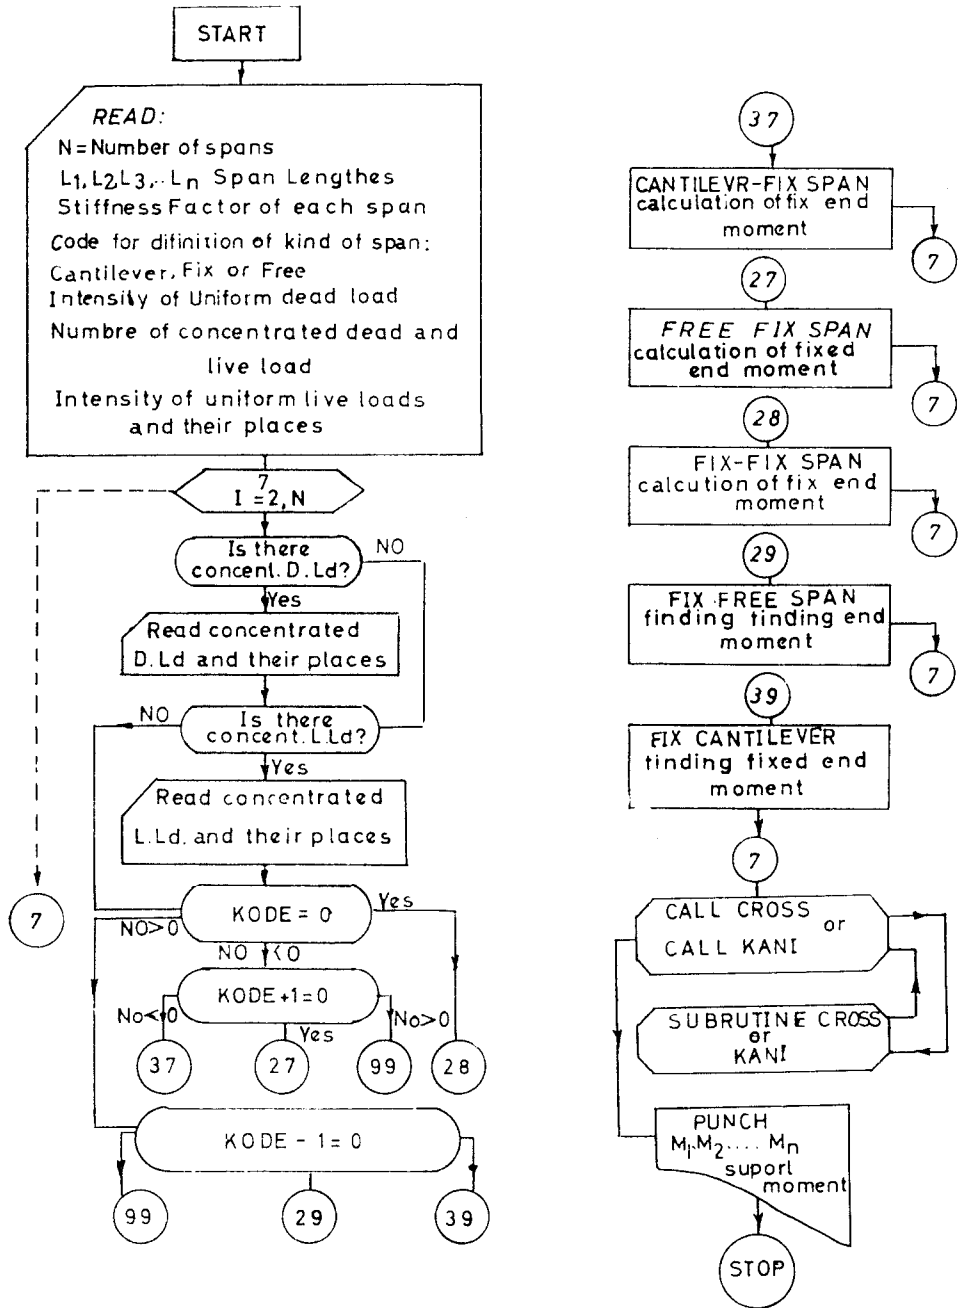 START
READ:
N=Number of spans
L1, L2, L3, .. Ln Span Lengthes
Stiffness Factor of each span
Code for difinition of kind of span:
Cantilever, Fix or Free
Intensity of Uniform dead load
Numbre of concentrated dead and
live load
Intensity of uniform live loads
and their places
7
I = 2, N
Is there
concent. D. Ld?
NO
Yes
Read concentrated
D. Ld and their places
NO
Is there
concent. L.Ld?
Yes
Read concentrated
L.Ld. and their places
7
KODE = 0
Yes
NO>0
NO <0
KODE+1=0
No<0
Yes
No>0
37
27
99
28
KODE - 1 = 0
99
29
39
37
CANTILEVR-FIX SPAN
calculation of fix end
moment
7
27
FREE FIX SPAN
calculation of fixed
end moment
7
28
FIX-FIX SPAN
calcution of fix end
moment
7
29
FIX FREE SPAN
finding tinding end
moment
7
39
FIX CANTILEVER
tinding fixed end
moment
7
CALL CROSS
or
CALL KANI
SUBRUTINE CROSS
or
KANI
PUNCH
M1, M2 .... Mn
suporl
moment
STOP